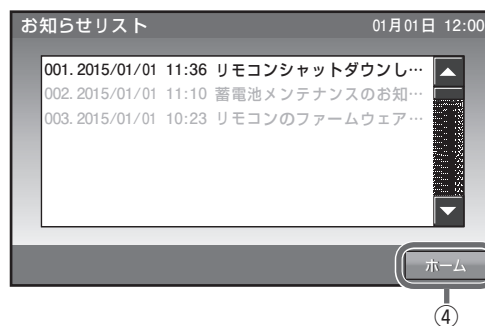 お知らせリスト 01月01日 12:00
001. 2015/01/01 11:36 リモコンシャットダウンし…
002. 2015/01/01 11:10 蓄電池メンテナンスのお知…
003. 2015/01/01 10:23 リモコンのファームウェア…
ホーム
④